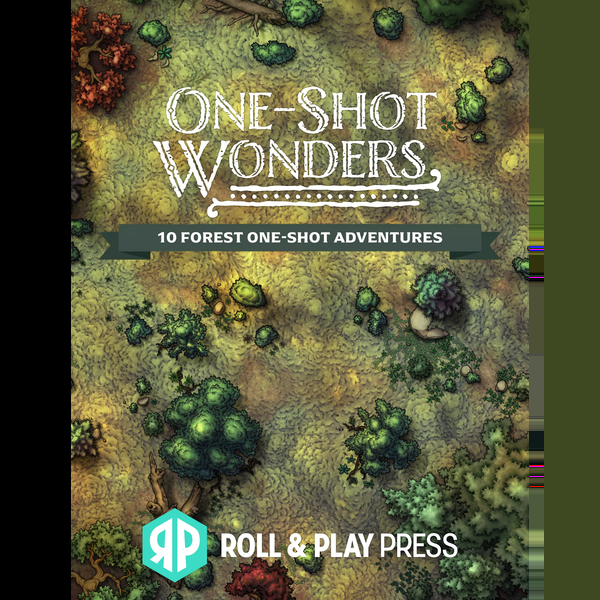 ONE-SHOT
WONDERS
10 FOREST ONE-SHOT ADVENTURES
RP ROLL & PLAY PRESS